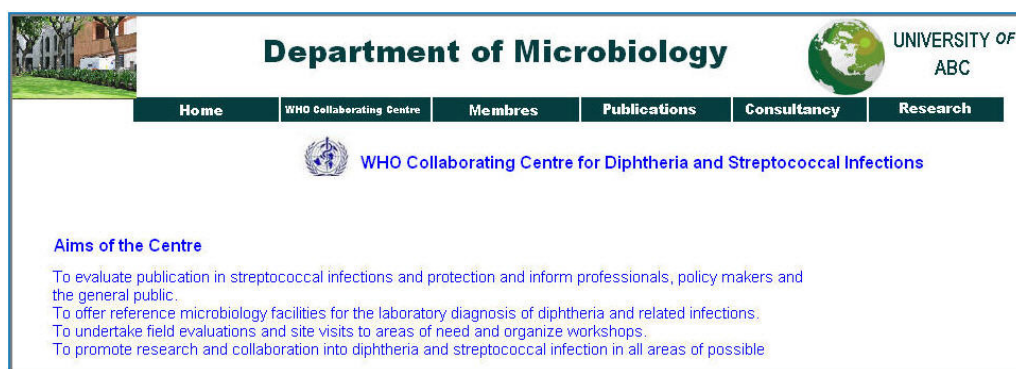 Department of Microbiology
UNIVERSITY OF
ABC
Home
WHO Collaborating Centre
Membres
Publications
Consultancy
Research
WHO Collaborating Centre for Diphtheria and Streptococcal Infections
Aims of the Centre
To evaluate publication in streptococcal infections and protection and inform professionals, policy makers and
the general public.
To offer reference microbiology facilities for the laboratory diagnosis of diphtheria and related infections.
To undertake field evaluations and site visits to areas of need and organize workshops.
To promote research and collaboration into diphtheria and streptococcal infection in all areas of possible